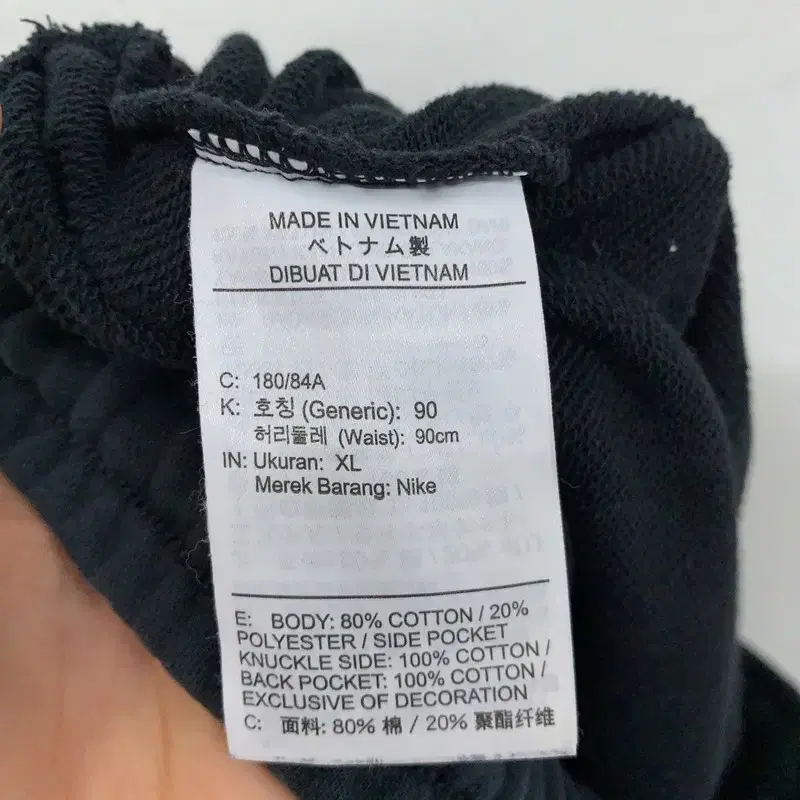 MADE IN VIETNAM
ベトナム製
DIBUAT DI VIETNAM
C: 180/84A
K: 호칭 (Generic): 90
허리둘레 (Waist): 90cm
IN: Ukuran: XL
Merek Barang: Nike
E: BODY: 80% COTTON / 20%
POLYESTER / SIDE POCKET
KNUCKLE SIDE: 100% COTTON /
BACK POCKET: 100% COTTON /
EXCLUSIVE OF DECORATION
C: 面料: 80% 棉 / 20% 聚酯纤维